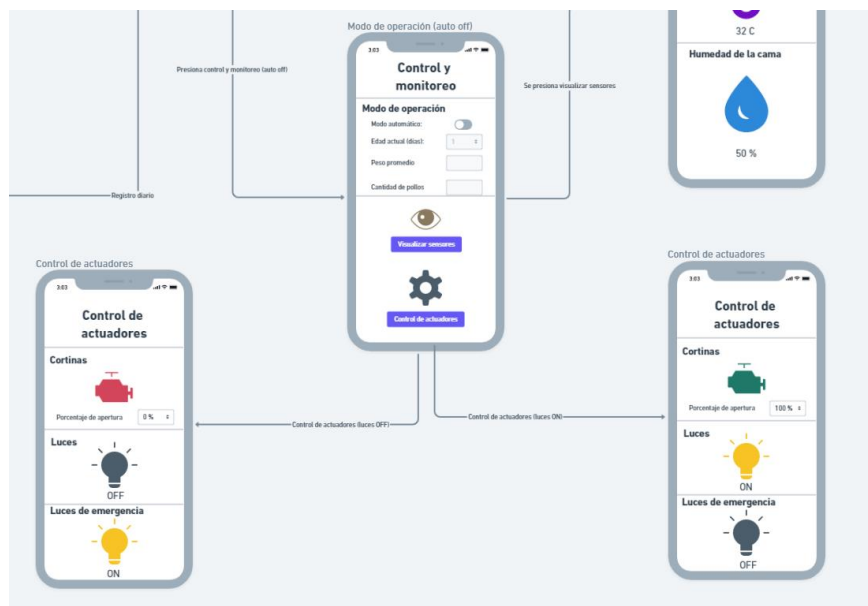 Modo de operación (auto off)
3:03
Control y
monitoreo
Modo de operación
Modo automático:
Edad actual (días):
1
Peso promedio
Cantidad de pollos
Visualizar sensores
Control de actuadores
Presiona control y monitoreo (auto off)
Se presiona visualizar sensores
32 C
Humedad de la cama
50 %
Registro diario
Control de actuadores
3:03
Control de
actuadores
Cortinas
Porcentaje de apertura
0 %
Luces
OFF
Luces de emergencia
ON
Control de actuadores (luces OFF)
Control de actuadores (luces ON)
Control de actuadores
3:03
Control de
actuadores
Cortinas
Porcentaje de apertura
100 %
Luces
ON
Luces de emergencia
OFF